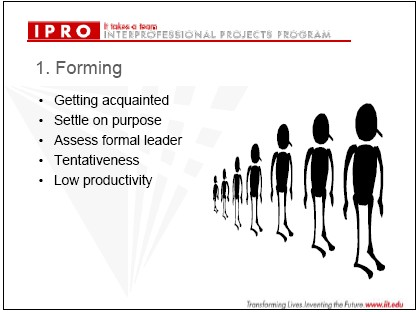 IPRO It takes a team
INTERPROFESSIONAL PROJECTS PROGRAM
1. Forming
• Getting acquainted
• Settle on purpose
• Assess formal leader
• Tentativeness
• Low productivity
Transforming Lives.Inventing the Future.www.iit.edu